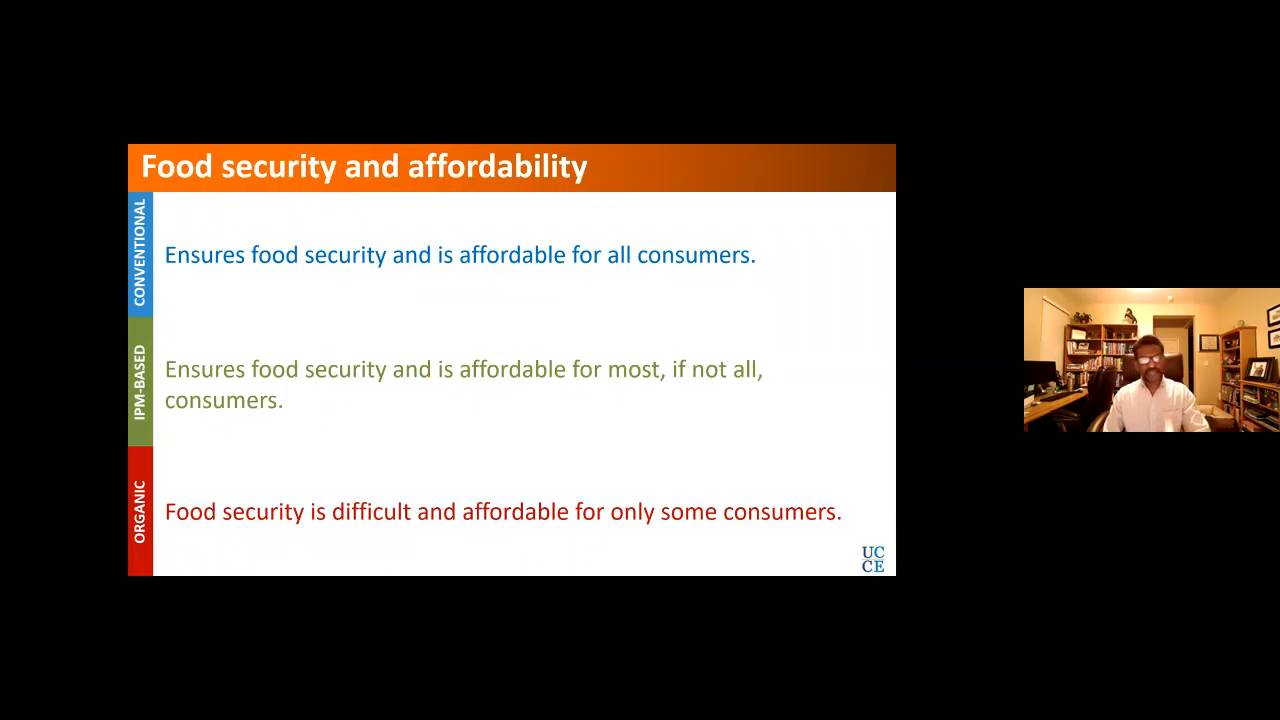 Food security and affordability
CONVENTIONAL
Ensures food security and is affordable for all consumers.
IPM-BASED
Ensures food security and is affordable for most, if not all,
consumers.
ORGANIC
Food security is difficult and affordable for only some consumers.
UC
CE